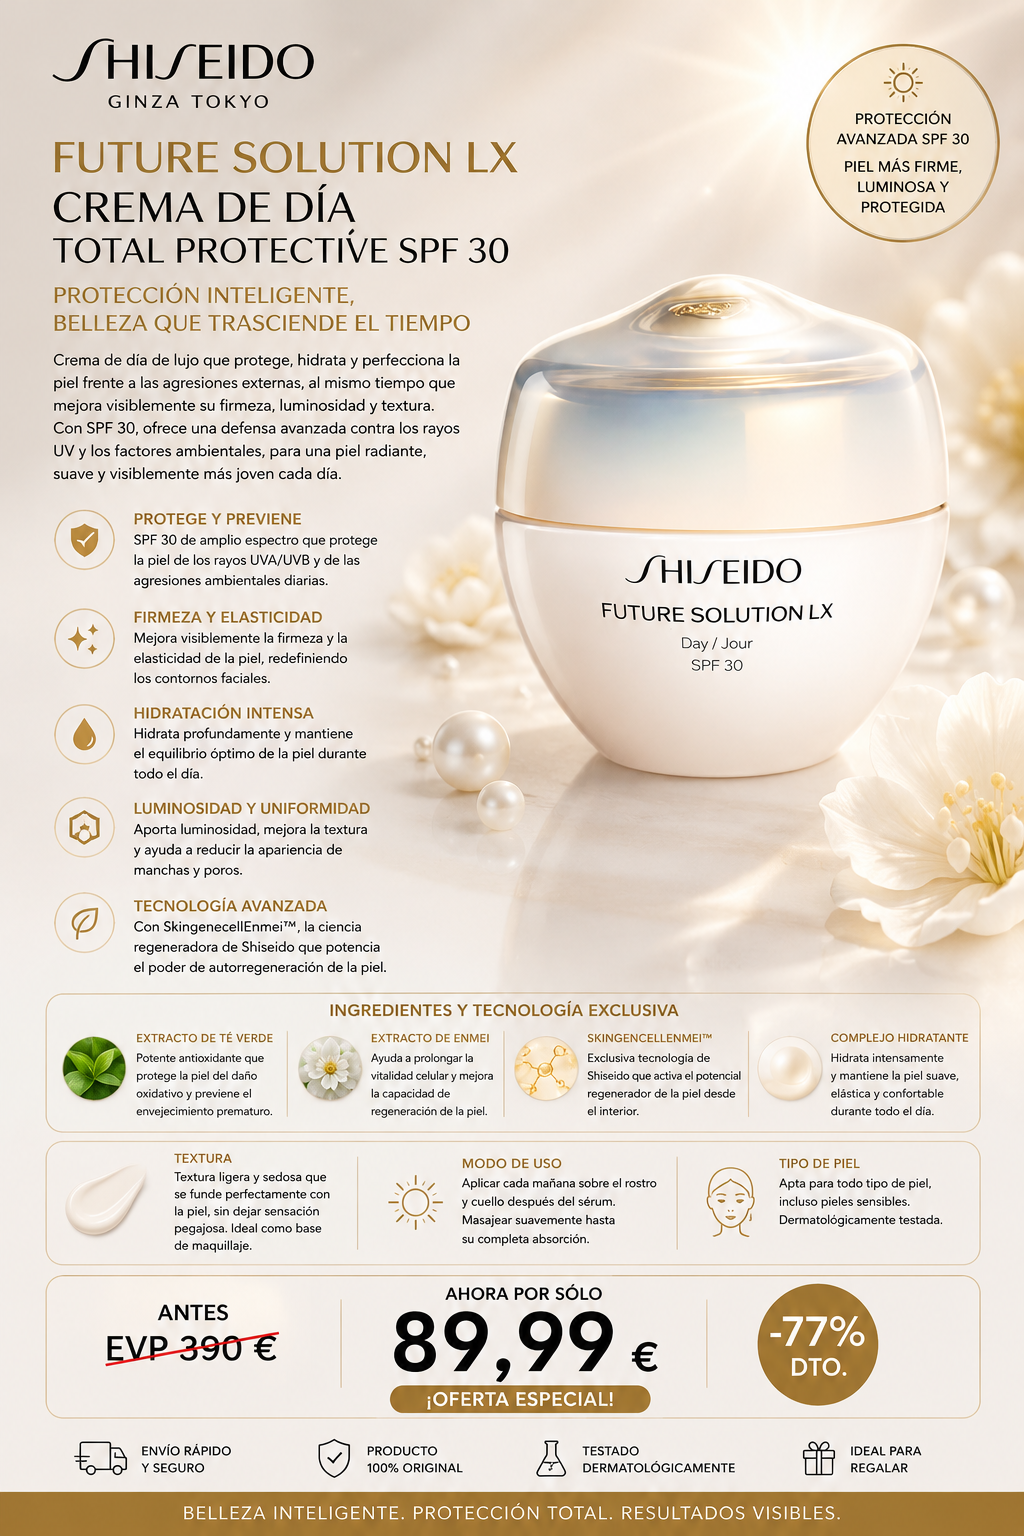 SHISEIDO
GINZA TOKYO
FUTURE SOLUTION LX
CREMA DE DÍA
TOTAL PROTECTIV́E SPF 30
PROTECCIÓN INTELIGENTE,
BELLEZA QUE TRASCIENDE EL TIEMPO
Crema de día de lujo que protege, hidrata y perfecciona la
piel frente a las agresiones externas, al mismo tiempo que
mejora visiblemente su firmeza, luminosidad y textura.
Con SPF 30, ofrece una defensa avanzada contra los rayos
UV y los factores ambientales, para una piel radiante,
suave y visiblemente más joven cada día.
PROTECCIÓN
AVANZADA SPF 30
PIEL MÁS FIRME,
LUMINOSA Y
PROTEGIDA
PROTEGE Y PREVIENE
SPF 30 de amplio espectro que protege
la piel de los rayos UVA/UVB y de las
agresiones ambientales diarias.
FIRMEZA Y ELASTICIDAD
Mejora visiblemente la firmeza y la
elasticidad de la piel, redefiniendo
los contornos faciales.
HIDRATACIÓN INTENSA
Hidrata profundamente y mantiene
el equilibrio óptimo de la piel durante
todo el día.
LUMINOSIDAD Y UNIFORMIDAD
Aporta luminosidad, mejora la textura
y ayuda a reducir la apariencia de
manchas y poros.
TECNOLOGÍA AVANZADA
Con SkingenecellEnmei™, la ciencia
regeneradora de Shiseido que potencia
el poder de autorregeneración de la piel.
SHISEIDO
FUTURE SOLUTION LX
Day / Jour
SPF 30
INGREDIENTES Y TECNOLOGÍA EXCLUSIVA
EXTRACTO DE TÉ VERDE
Potente antioxidante que
protege la piel del daño
oxidativo y previene el
envejecimiento prematuro.
EXTRACTO DE ENMEI
Ayuda a prolongar la
vitalidad celular y mejora
la capacidad de
regeneración de la piel.
SKINGENCELLENMEI™
Exclusiva tecnología de
Shiseido que activa el potencial
regenerador de la piel desde
el interior.
COMPLEJO HIDRATANTE
Hidrata intensamente
y mantiene la piel suave,
elástica y confortable
durante todo el día.
TEXTURA
Textura ligera y sedosa que
se funde perfectamente con
la piel, sin dejar sensación
pegajosa. Ideal como base
de maquillaje.
MODO DE USO
Aplicar cada mañana sobre el rostro
y cuello después del sérum.
Masajear suavemente hasta
su completa absorción.
TIPO DE PIEL
Apta para todo tipo de piel,
incluso pieles sensibles.
Dermatológicamente testada.
ANTES
EVP 390 €
AHORA POR SÓLO
89,99 €
¡OFERTA ESPECIAL!
-77%
DTO.
ENVÍO RÁPIDO
Y SEGURO
PRODUCTO
100% ORIGINAL
TESTADO
DERMATOLÓGICAMENTE
IDEAL PARA
REGALAR
BELLEZA INTELIGENTE. PROTECCIÓN TOTAL. RESULTADOS VISIBLES.